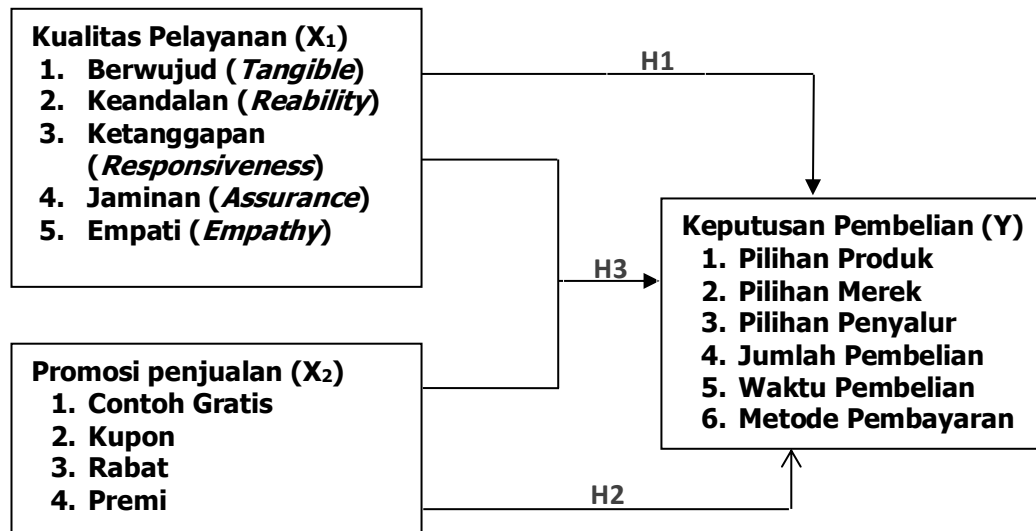 Kualitas Pelayanan (X₁)
1. Berwujud (Tangible)
2. Keandalan (Reability)
3. Ketanggapan
(Responsiveness)
4. Jaminan (Assurance)
5. Empati (Empathy)
H1
H3
Keputusan Pembelian (Y)
1. Pilihan Produk
2. Pilihan Merek
3. Pilihan Penyalur
4. Jumlah Pembelian
5. Waktu Pembelian
6. Metode Pembayaran
Promosi penjualan (X₂)
1. Contoh Gratis
2. Kupon
3. Rabat
4. Premi
H2